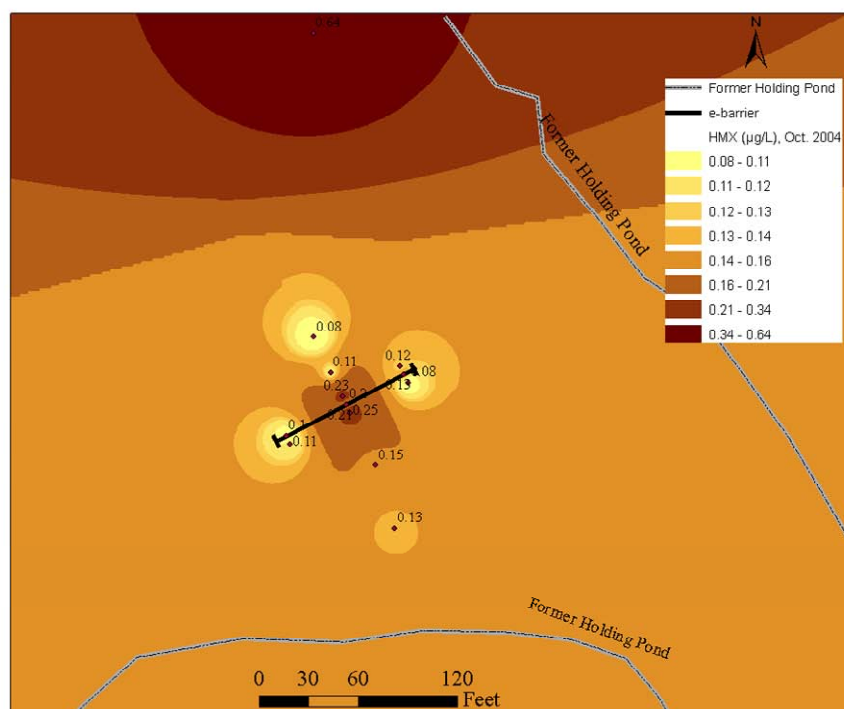 0.64
N
Former Holding Pond
e-barrier
HMX (µg/L), Oct. 2004
0.08 - 0.11
0.11 - 0.12
0.12 - 0.13
0.13 - 0.14
0.14 - 0.16
0.16 - 0.21
0.21 - 0.34
0.34 - 0.64
Former Holding Pond
0.08
0.11
0.12
0.08
0.13
0.23
0.2
0.21
0.25
0.1
0.11
0.15
0.13
Former Holding Pond
0 30 60 120
Feet